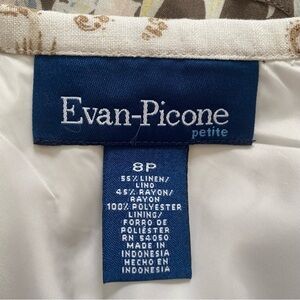 Evan-Picone
petite
8P
55% LINEN/
LINO
45% RAYON/
RAYON
100% POLYESTER
LINING/
FORRO DE
POLIÉSTER
RN 54050
MADE IN
INDONESIA
HECHO EN
INDONESIA